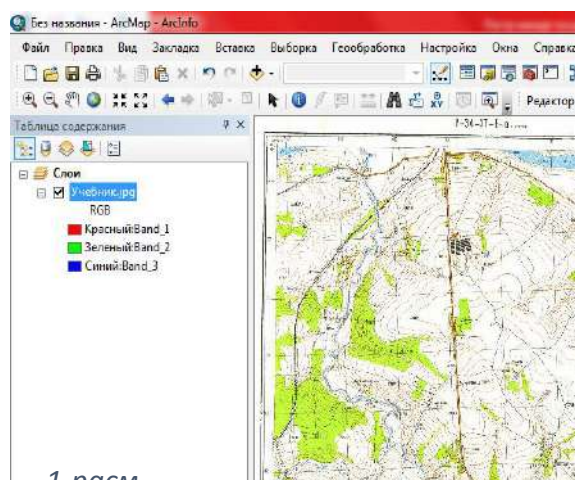 Без названия - ArcMap - ArcInfo
Файл Правка Вид Закладка Вставка Выборка Геообработка Настройка Окна Справка
Редактор
Таблица содержания
Слои
Учебник.jpg
RGB
Красный:Band_1
Зеленый:Band_2
Синий:Band_3
1-расм